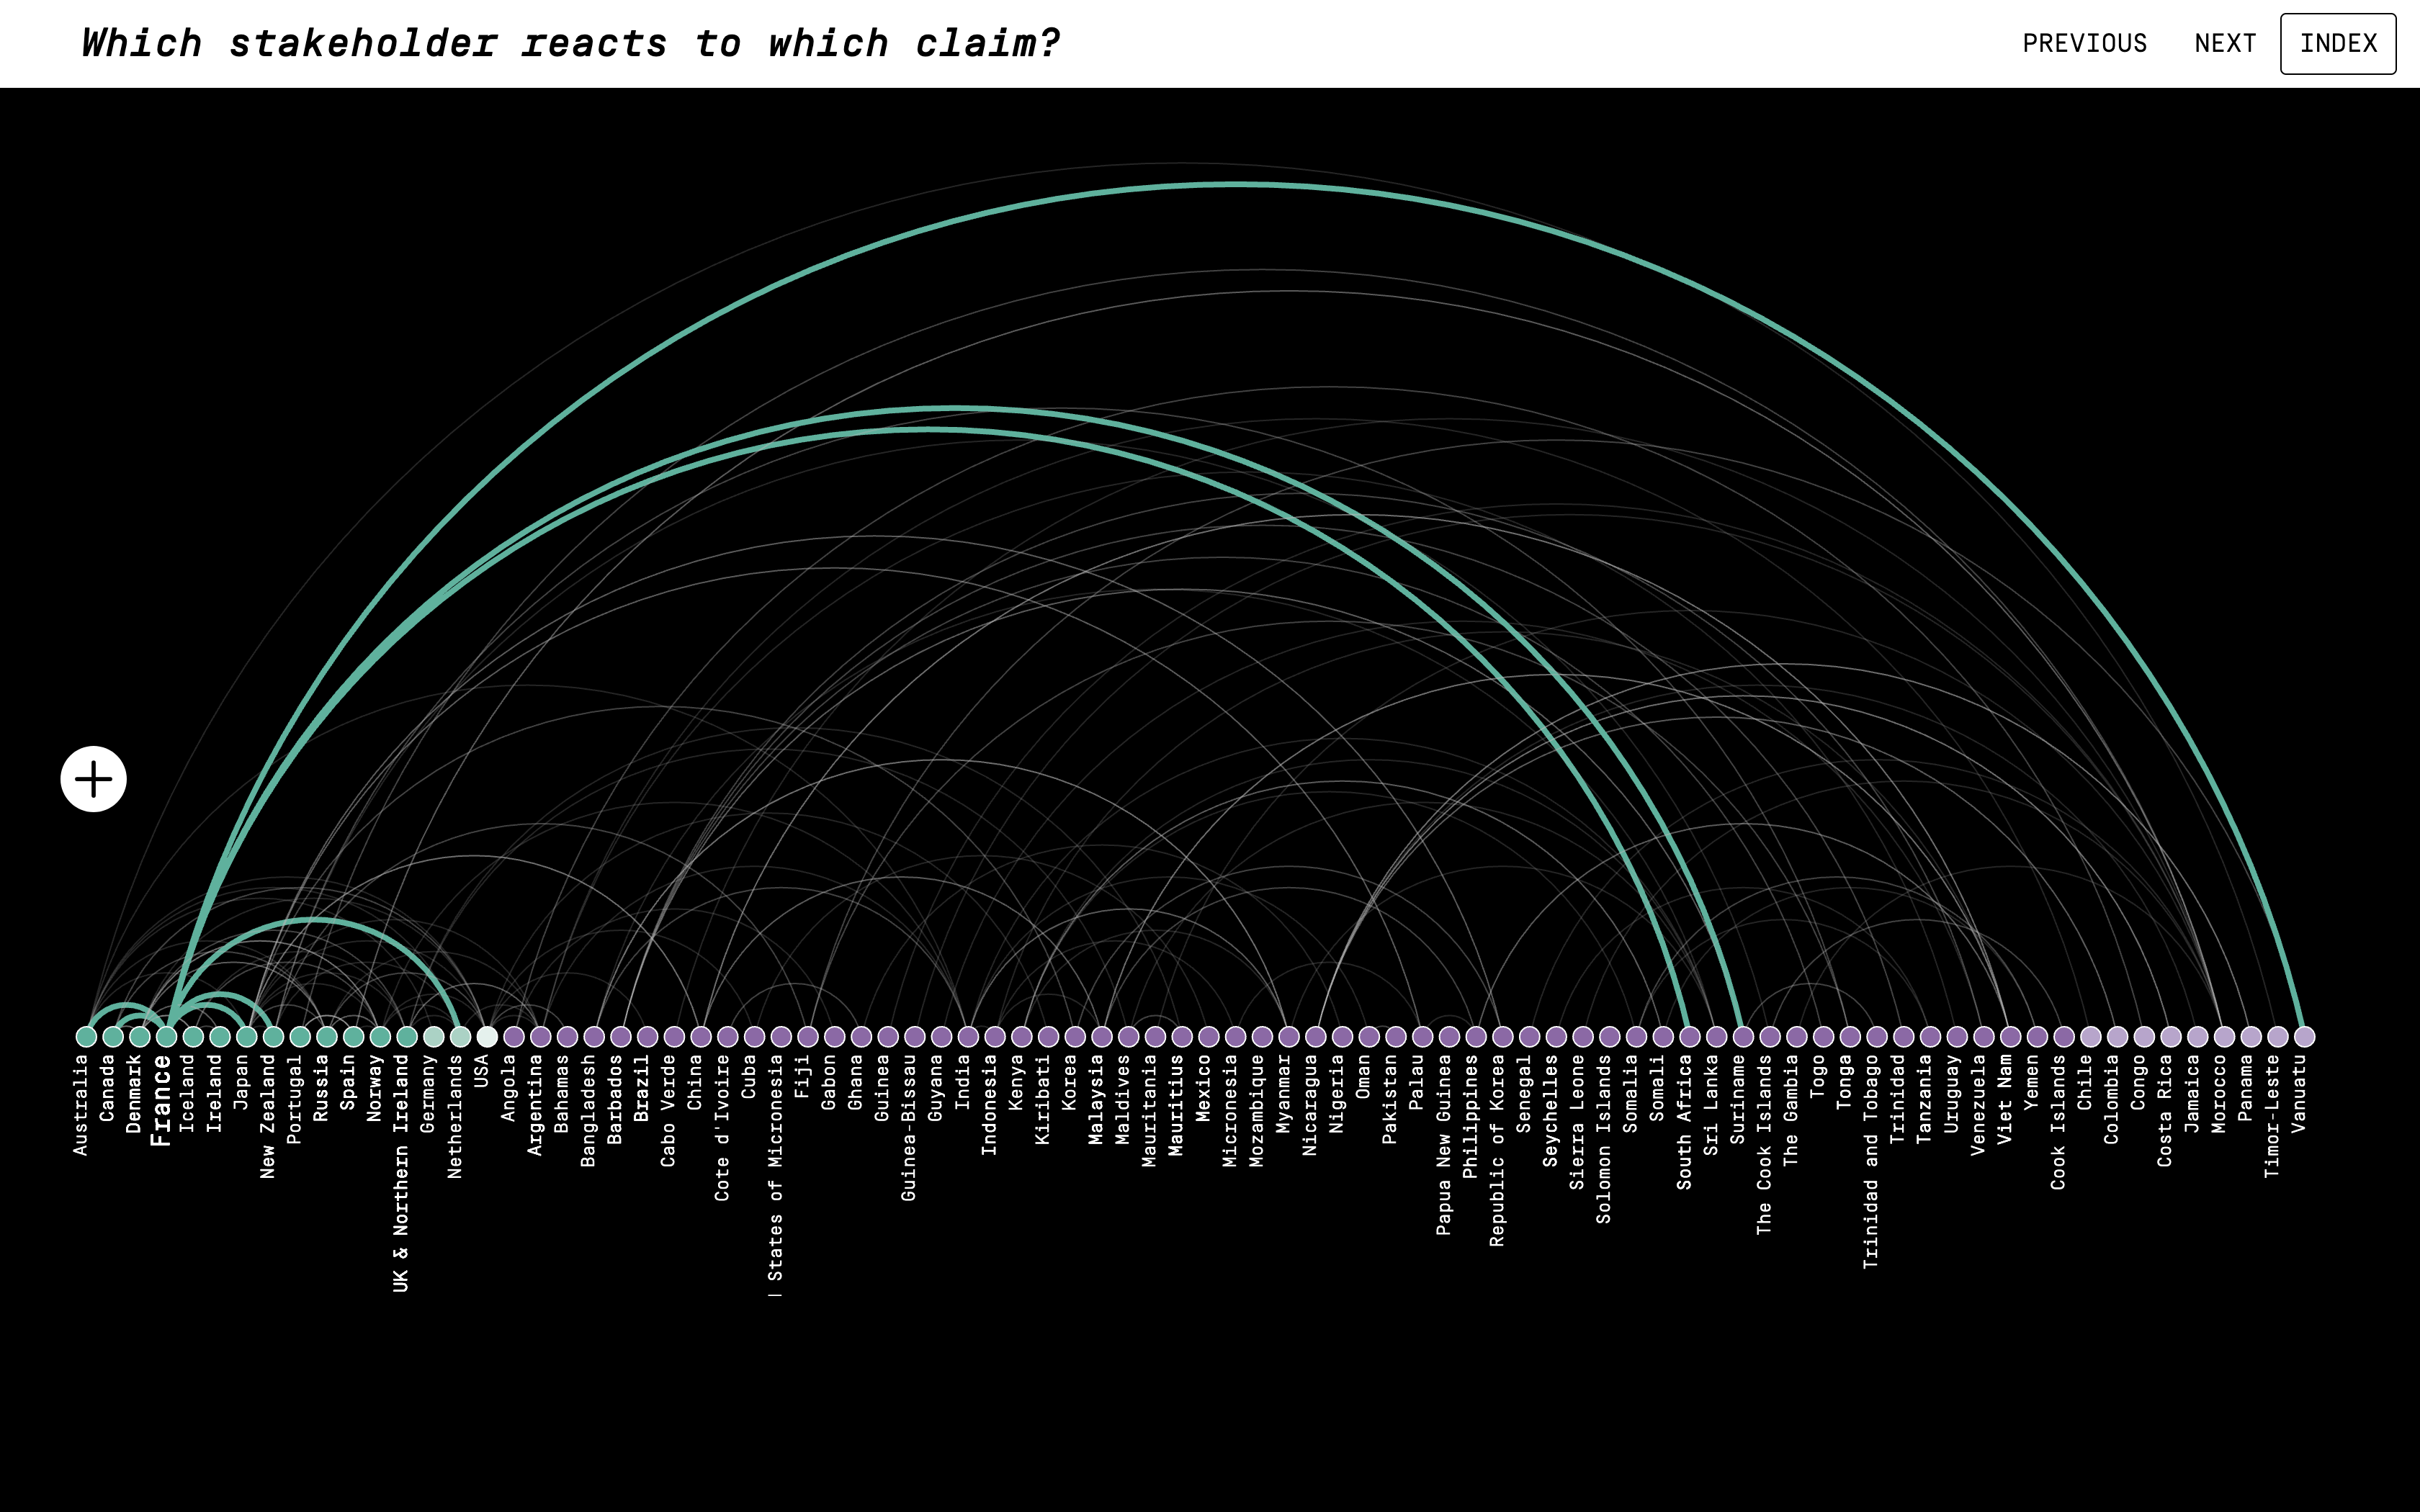 Which stakeholder reacts to which claim?
PREVIOUS
NEXT
INDEX
Australia
Canada
Denmark
France
Iceland
Ireland
Japan
New Zealand
Portugal
Russia
Spain
Norway
UK & Northern Ireland
Germany
Netherlands
USA
Angola
Argentina
Bahamas
Bangladesh
Barbados
Brazil
Cabo Verde
China
Cote d'Ivoire
Cuba
States of Micronesia
Fiji
Gabon
Ghana
Guinea
Guinea-Bissau
Guyana
India
Indonesia
Kenya
Kiribati
Korea
Malaysia
Maldives
Mauritania
Mauritius
Mexico
Micronesia
Mozambique
Myanmar
Nicaragua
Nigeria
Oman
Pakistan
Palau
Papua New Guinea
Philippines
Republic of Korea
Senegal
Seychelles
Sierra Leone
Solomon Islands
Somalia
Somali
South Africa
Sri Lanka
Suriname
The Cook Islands
The Gambia
Togo
Tonga
Trinidad and Tobago
Trinidad
Tanzania
Uruguay
Venezuela
Viet Nam
Yemen
Cook Islands
Chile
Colombia
Congo
Costa Rica
Jamaica
Morocco
Panama
Timor-Leste
Vanuatu